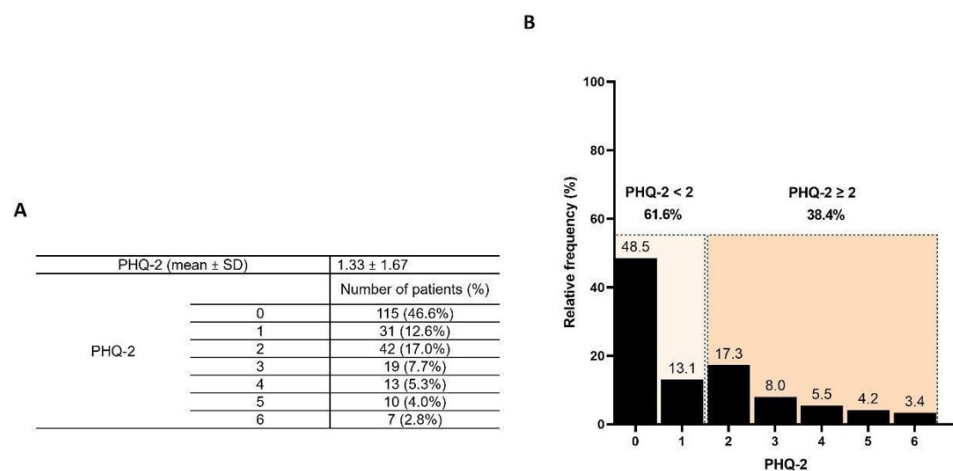 A
PHQ-2 (mean ± SD) 1.33 ± 1.67
Number of patients (%)
PHQ-2
0 115 (46.6%)
1 31 (12.6%)
2 42 (17.0%)
3 19 (7.7%)
4 13 (5.3%)
5 10 (4.0%)
6 7 (2.8%)
B
Relative frequency (%)
100
80
60
40
20
0
PHQ-2 < 2
61.6%
PHQ-2 ≥ 2
38.4%
48.5
13.1
17.3
8.0
5.5
4.2
3.4
0 1 2 3 4 5 6
PHQ-2